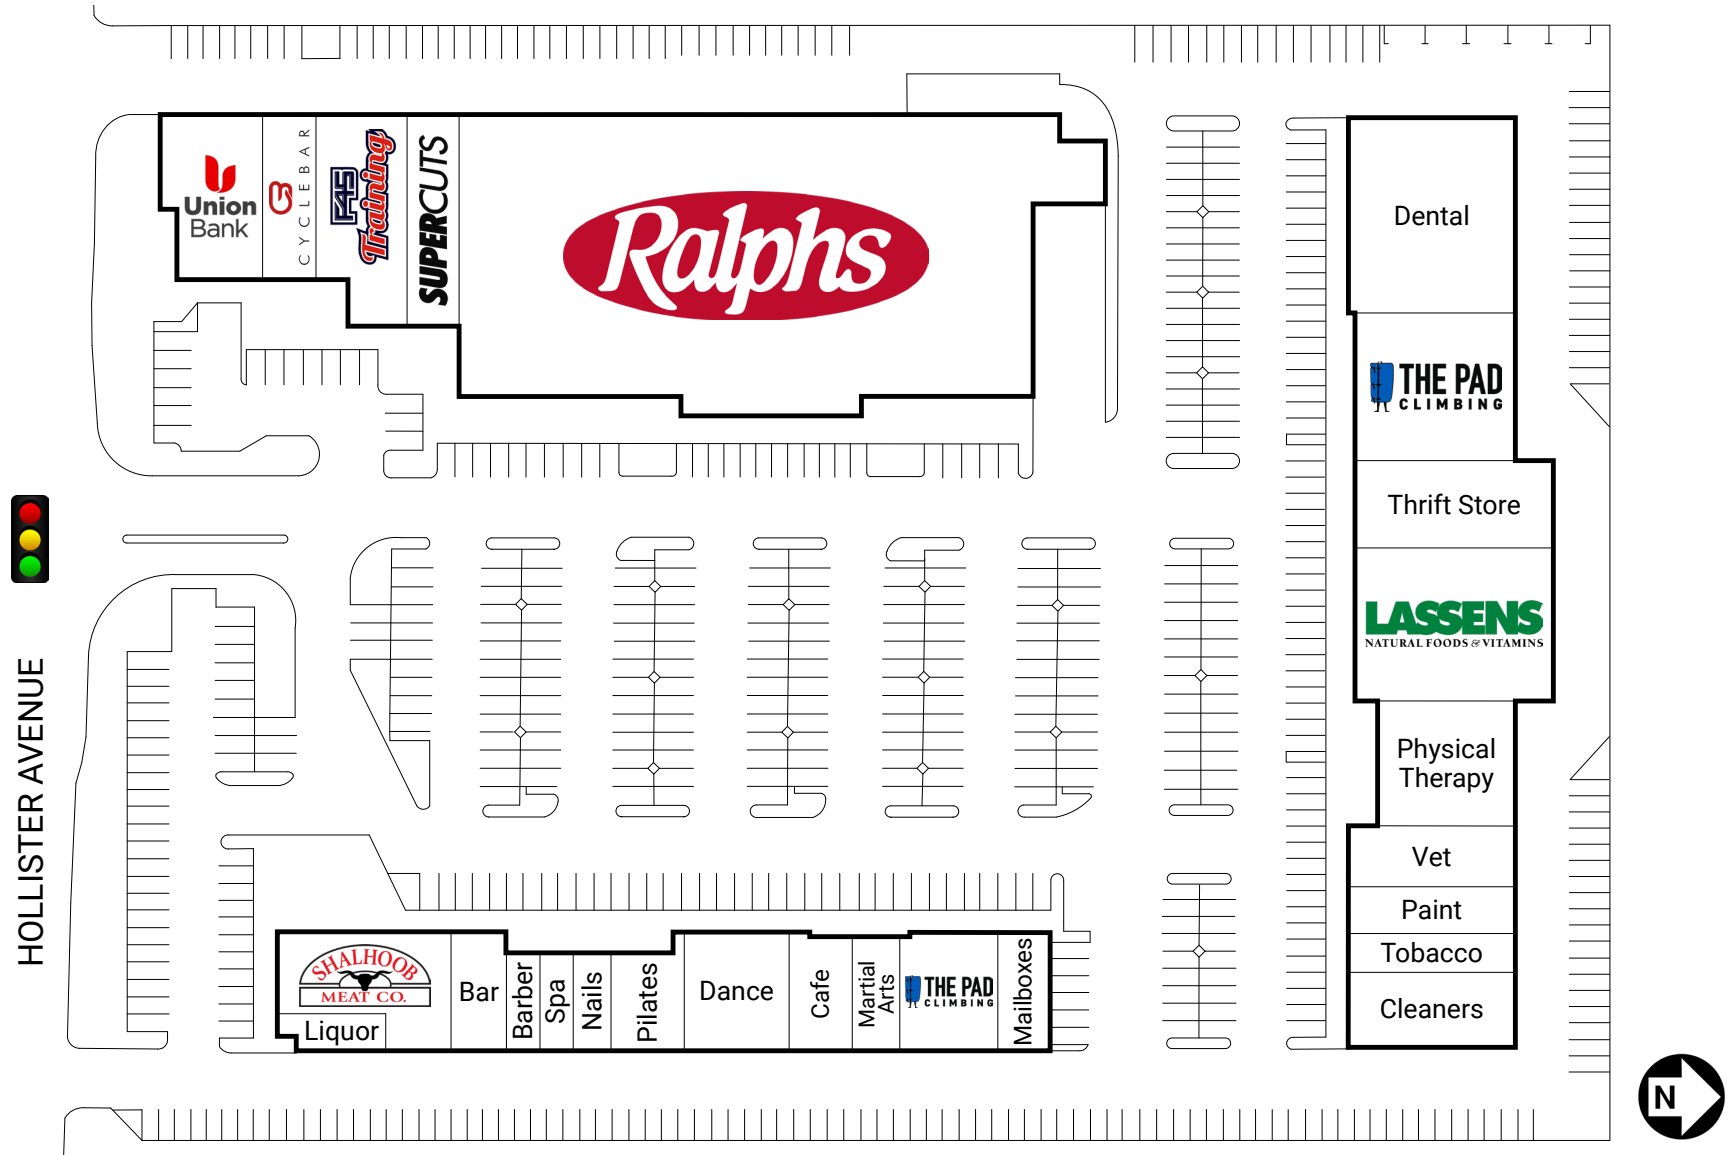 Union
Bank
CB
CYCLEBAR
F45
Training
SUPERCUTS
Ralphs
Dental
THE PAD
CLIMBING
Thrift Store
LASSENS
NATURAL FOODS & VITAMINS
Physical
Therapy
Vet
Paint
Tobacco
Cleaners
HOLLISTER AVENUE
SHALHOOB
MEAT CO.
Liquor
Bar
Barber
Spa
Nails
Pilates
Dance
Cafe
Martial
Arts
THE PAD
CLIMBING
Mailboxes
N